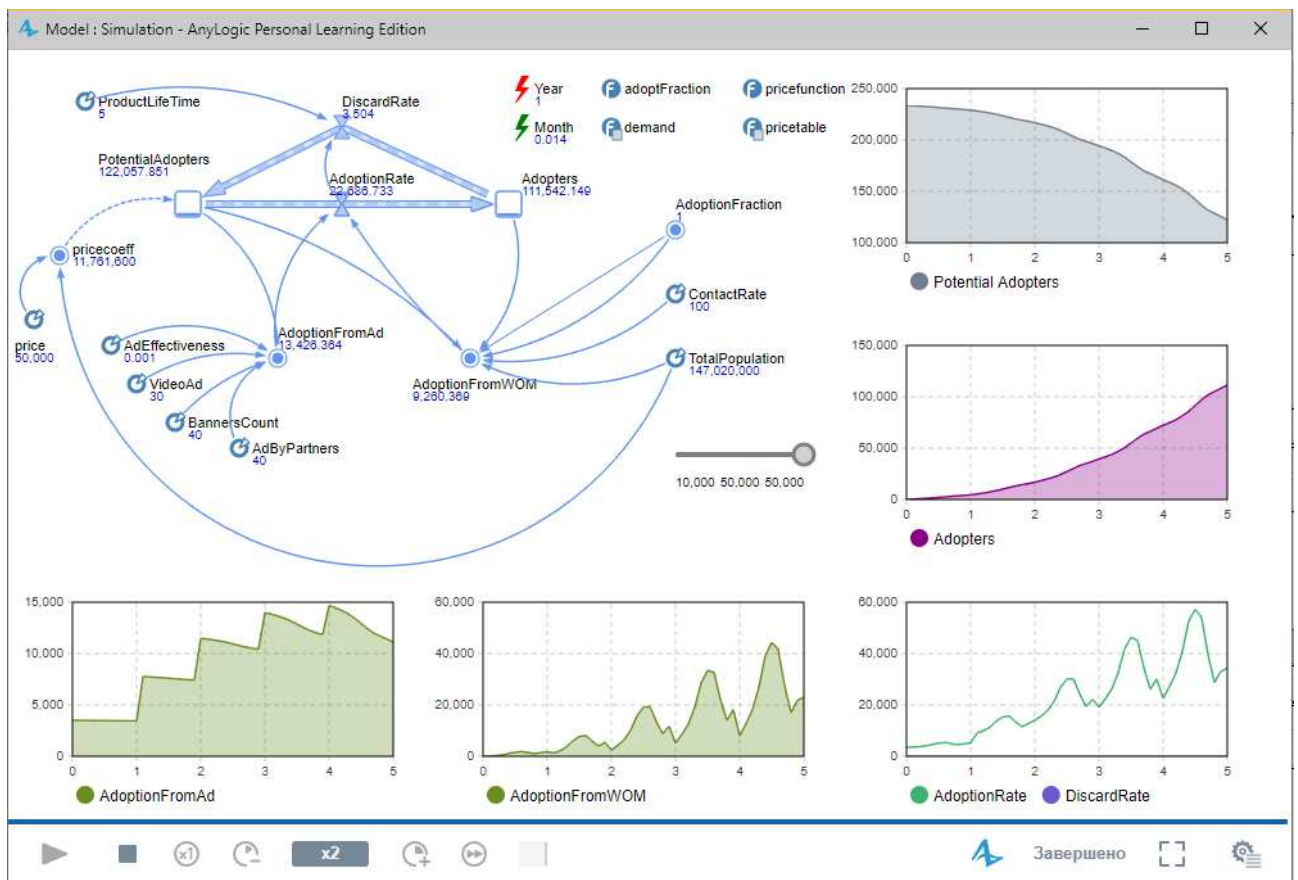 Model : Simulation - AnyLogic Personal Learning Edition
ProductLifeTime
5
DiscardRate
3.504
Year
1
adoptFraction
pricefunction
Month
0.014
demand
pricetable
PotentialAdopters
122,057.851
AdoptionRate
22,686.733
Adopters
111,542.149
AdoptionFraction
1
pricecoeff
11,761,600
ContactRate
100
price
50,000
AdEffectiveness
0.001
AdoptionFromAd
13,426.364
VideoAd
30
BannersCount
40
AdByPartners
40
AdoptionFromWOM
9,260.369
TotalPopulation
147,020,000
10,000 50,000 50,000
250,000
200,000
150,000
100,000
0 1 2 3 4 5
Potential Adopters
150,000
100,000
50,000
0
0 1 2 3 4 5
Adopters
15,000
10,000
5,000
0
0 1 2 3 4 5
AdoptionFromAd
60,000
40,000
20,000
0
0 1 2 3 4 5
AdoptionFromWOM
60,000
40,000
20,000
0
0 1 2 3 4 5
AdoptionRate DiscardRate
x1
x2
Завершено